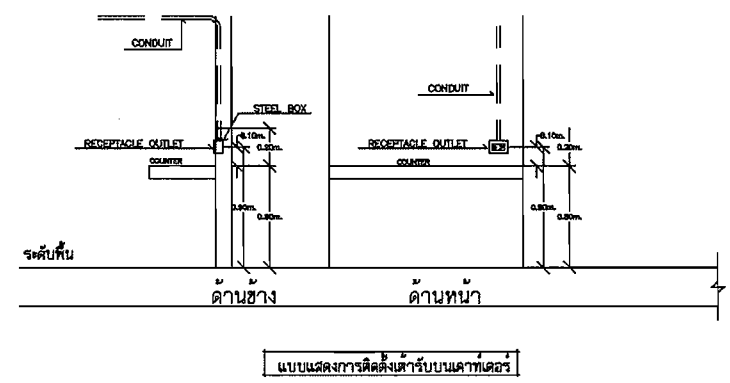 CONDUIT
CONDUIT
STEEL BOX
RECEPTACLE OUTLET
0.10m.
0.20m.
RECEPTACLE OUTLET
0.10m.
0.20m.
COUNTER
COUNTER
0.90m.
0.80m.
0.90m.
0.80m.
ระดับพื้น
ด้านข้าง
ด้านหน้า
แบบแสดงการติดตั้งเต้ารับบนเคาท์เตอร์